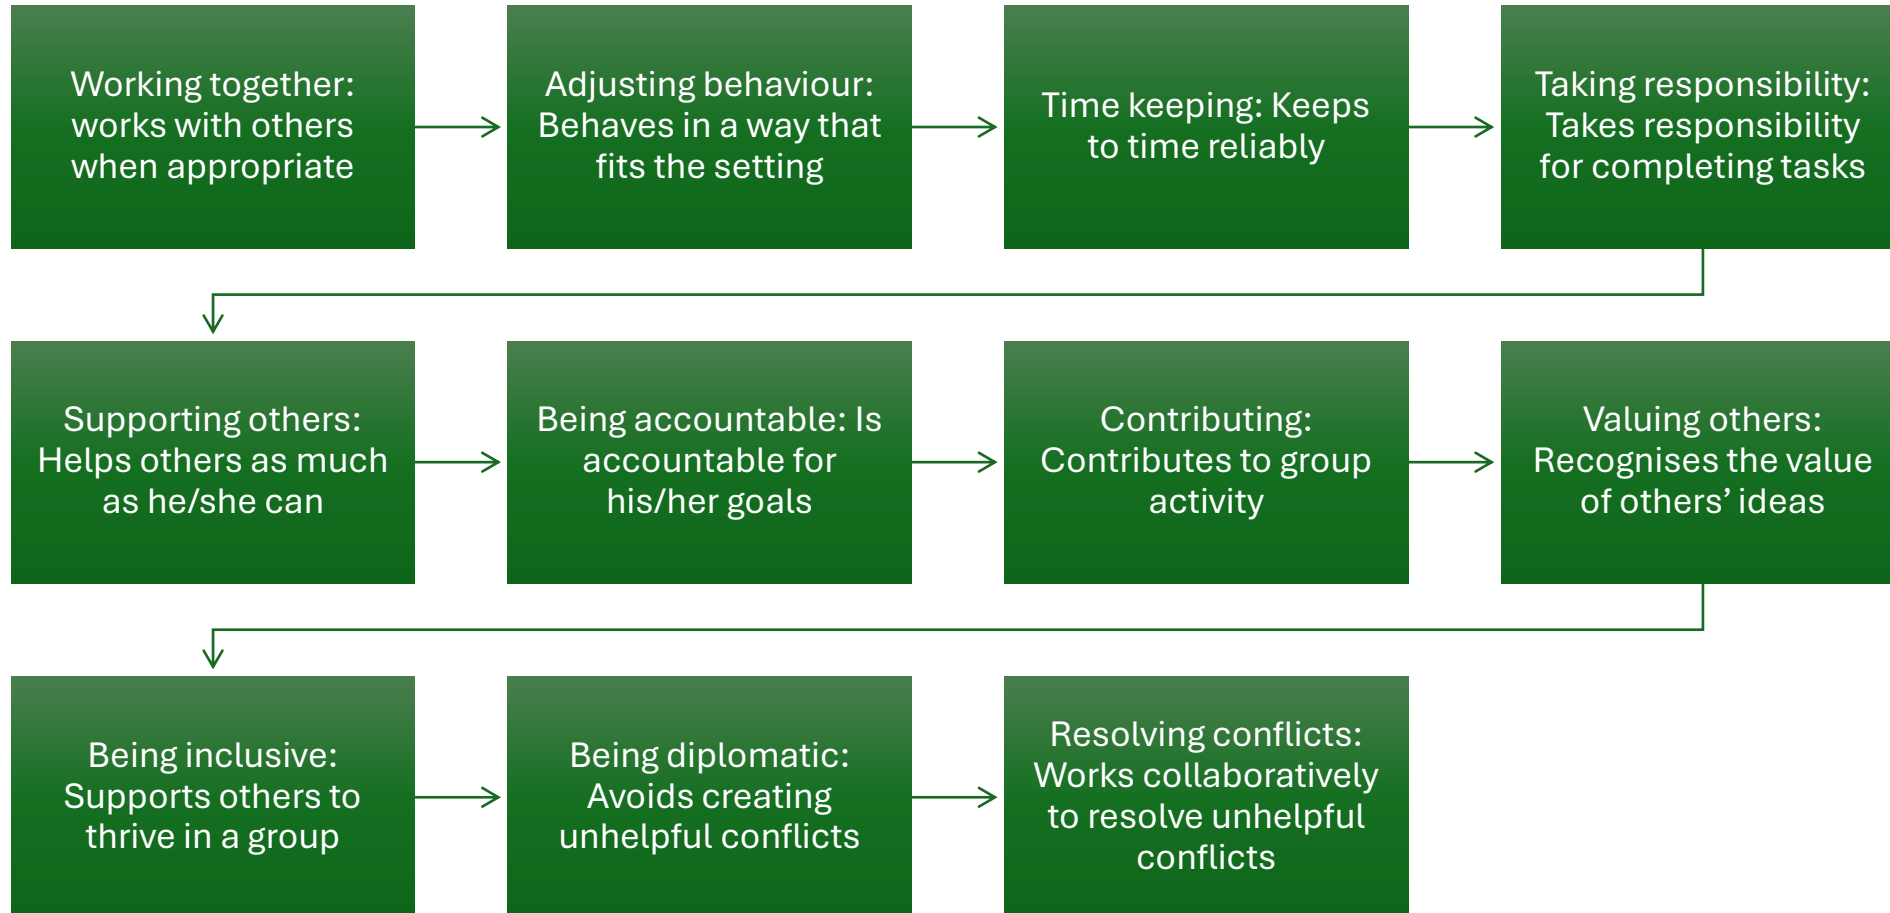 Working together:
works with others
when appropriate
Adjusting behaviour:
Behaves in a way that
fits the setting
Time keeping: Keeps
to time reliably
Taking responsibility:
Takes responsibility
for completing tasks
Supporting others:
Helps others as much
as he/she can
Being accountable: Is
accountable for
his/her goals
Contributing:
Contributes to group
activity
Valuing others:
Recognises the value
of others’ ideas
Being inclusive:
Supports others to
thrive in a group
Being diplomatic:
Avoids creating
unhelpful conflicts
Resolving conflicts:
Works collaboratively
to resolve unhelpful
conflicts